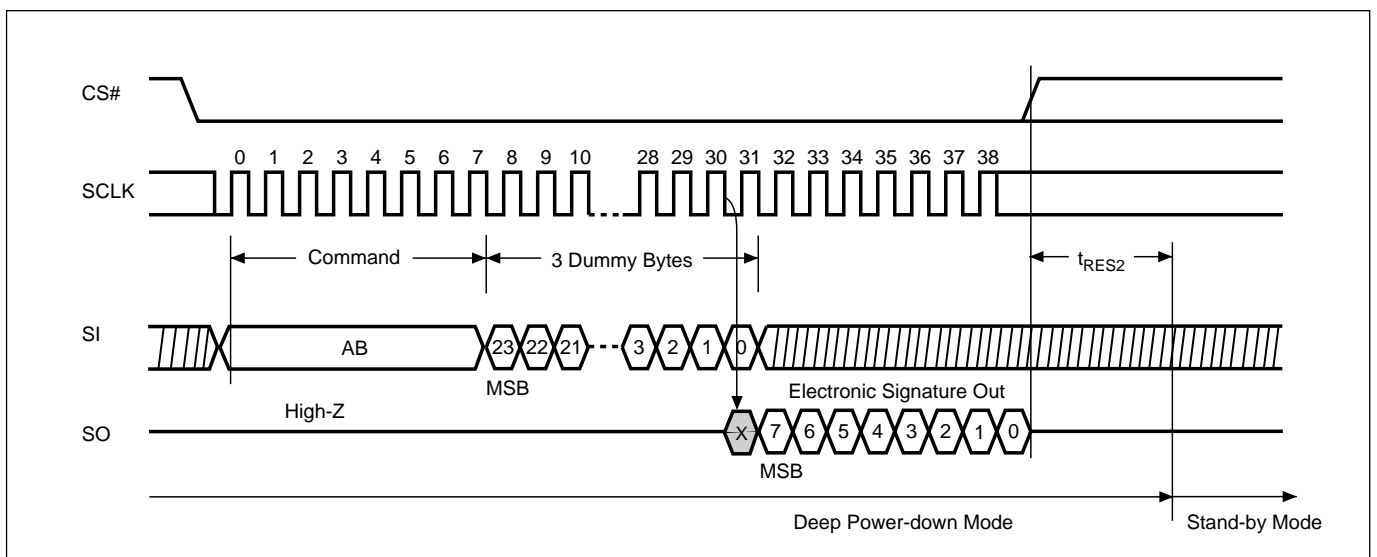 CS#
0 1 2 3 4 5 6 7 8 9 10 28 29 30 31 32 33 34 35 36 37 38
SCLK
Command 3 Dummy Bytes tRES2
SI AB 23 22 21 3 2 1 0
MSB Electronic Signature Out
High-Z
SO X 7 6 5 4 3 2 1 0
MSB
Deep Power-down Mode Stand-by Mode